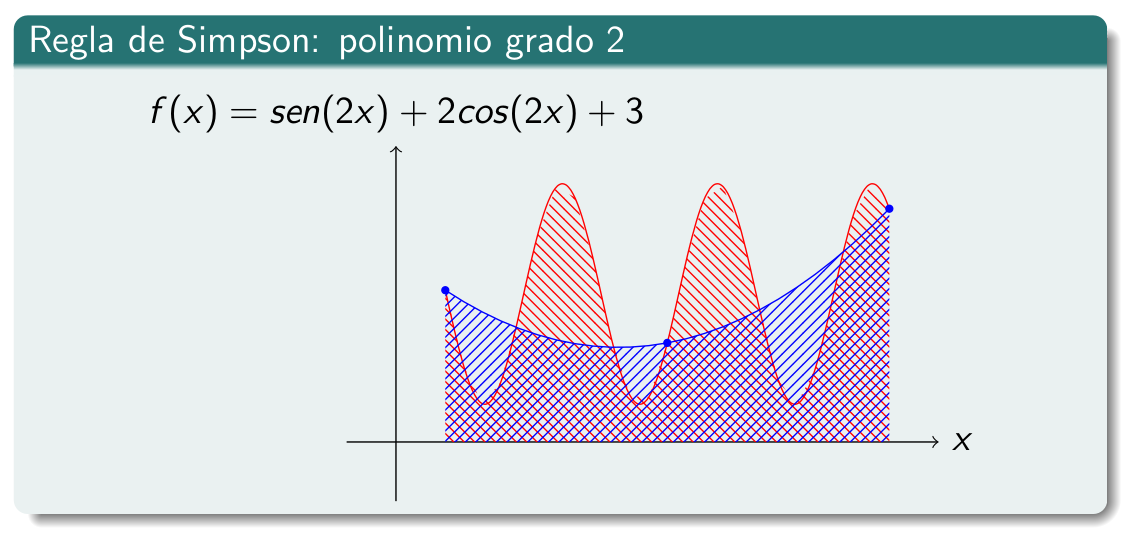 Regla de Simpson: polinomio grado 2
f(x) = sen(2x) + 2cos(2x) + 3
x